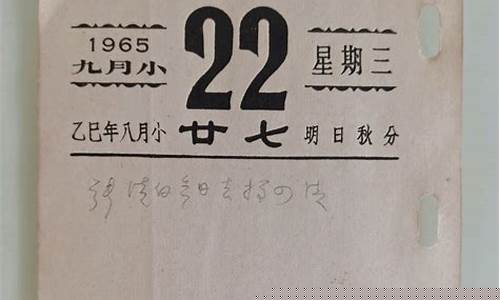 1965
九月小
22
星期三
乙巳年八月小 廿七 明日秋分